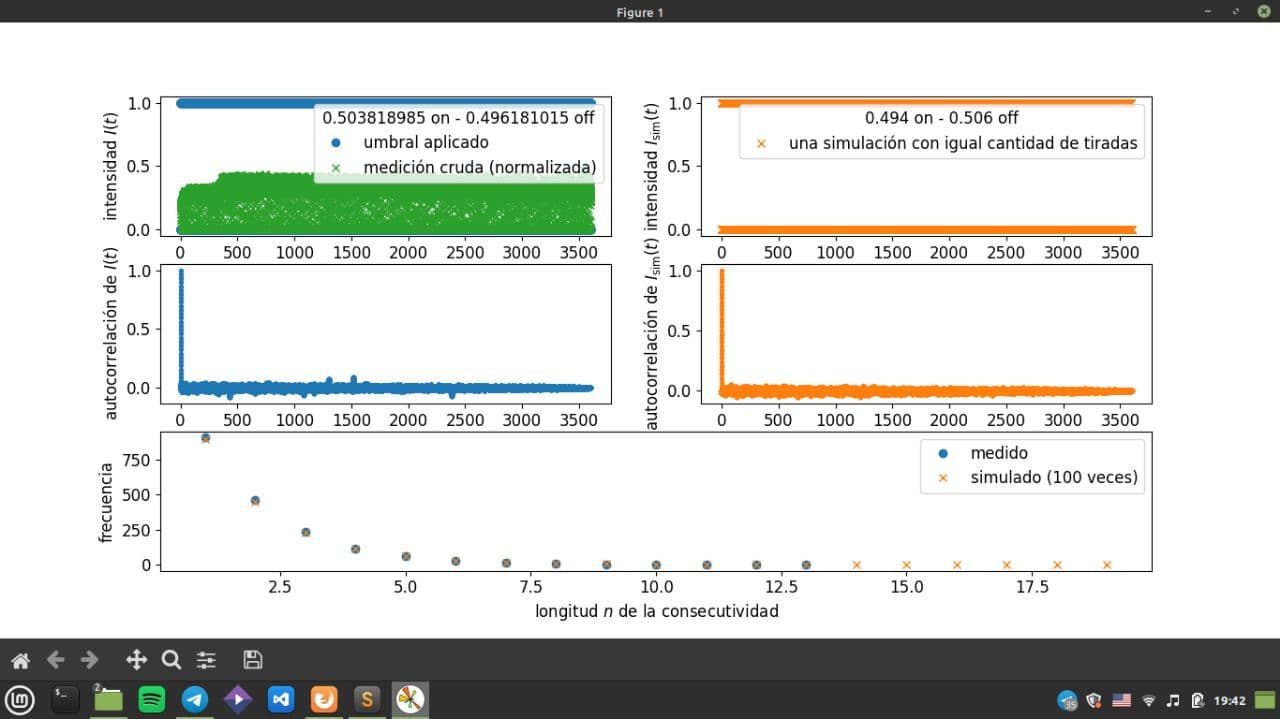 Figure 1
intensidad I(t)
1.0
0.5
0.0
0.503818985 on - 0.496181015 off
umbral aplicado
medición cruda (normalizada)
0 500 1000 1500 2000 2500 3000 3500
intensidad Isim(t)
1.0
0.5
0.0
0.494 on - 0.506 off
una simulación con igual cantidad de tiradas
0 500 1000 1500 2000 2500 3000 3500
autocorrelación de I(t)
1.0
0.5
0.0
0 500 1000 1500 2000 2500 3000 3500
autocorrelación de Isim(t)
1.0
0.5
0.0
0 500 1000 1500 2000 2500 3000 3500
frecuencia
750
500
250
0
medido
simulado (100 veces)
2.5 5.0 7.5 10.0 12.5 15.0 17.5
longitud n de la consecutividad
$_
2
S
35
19:42